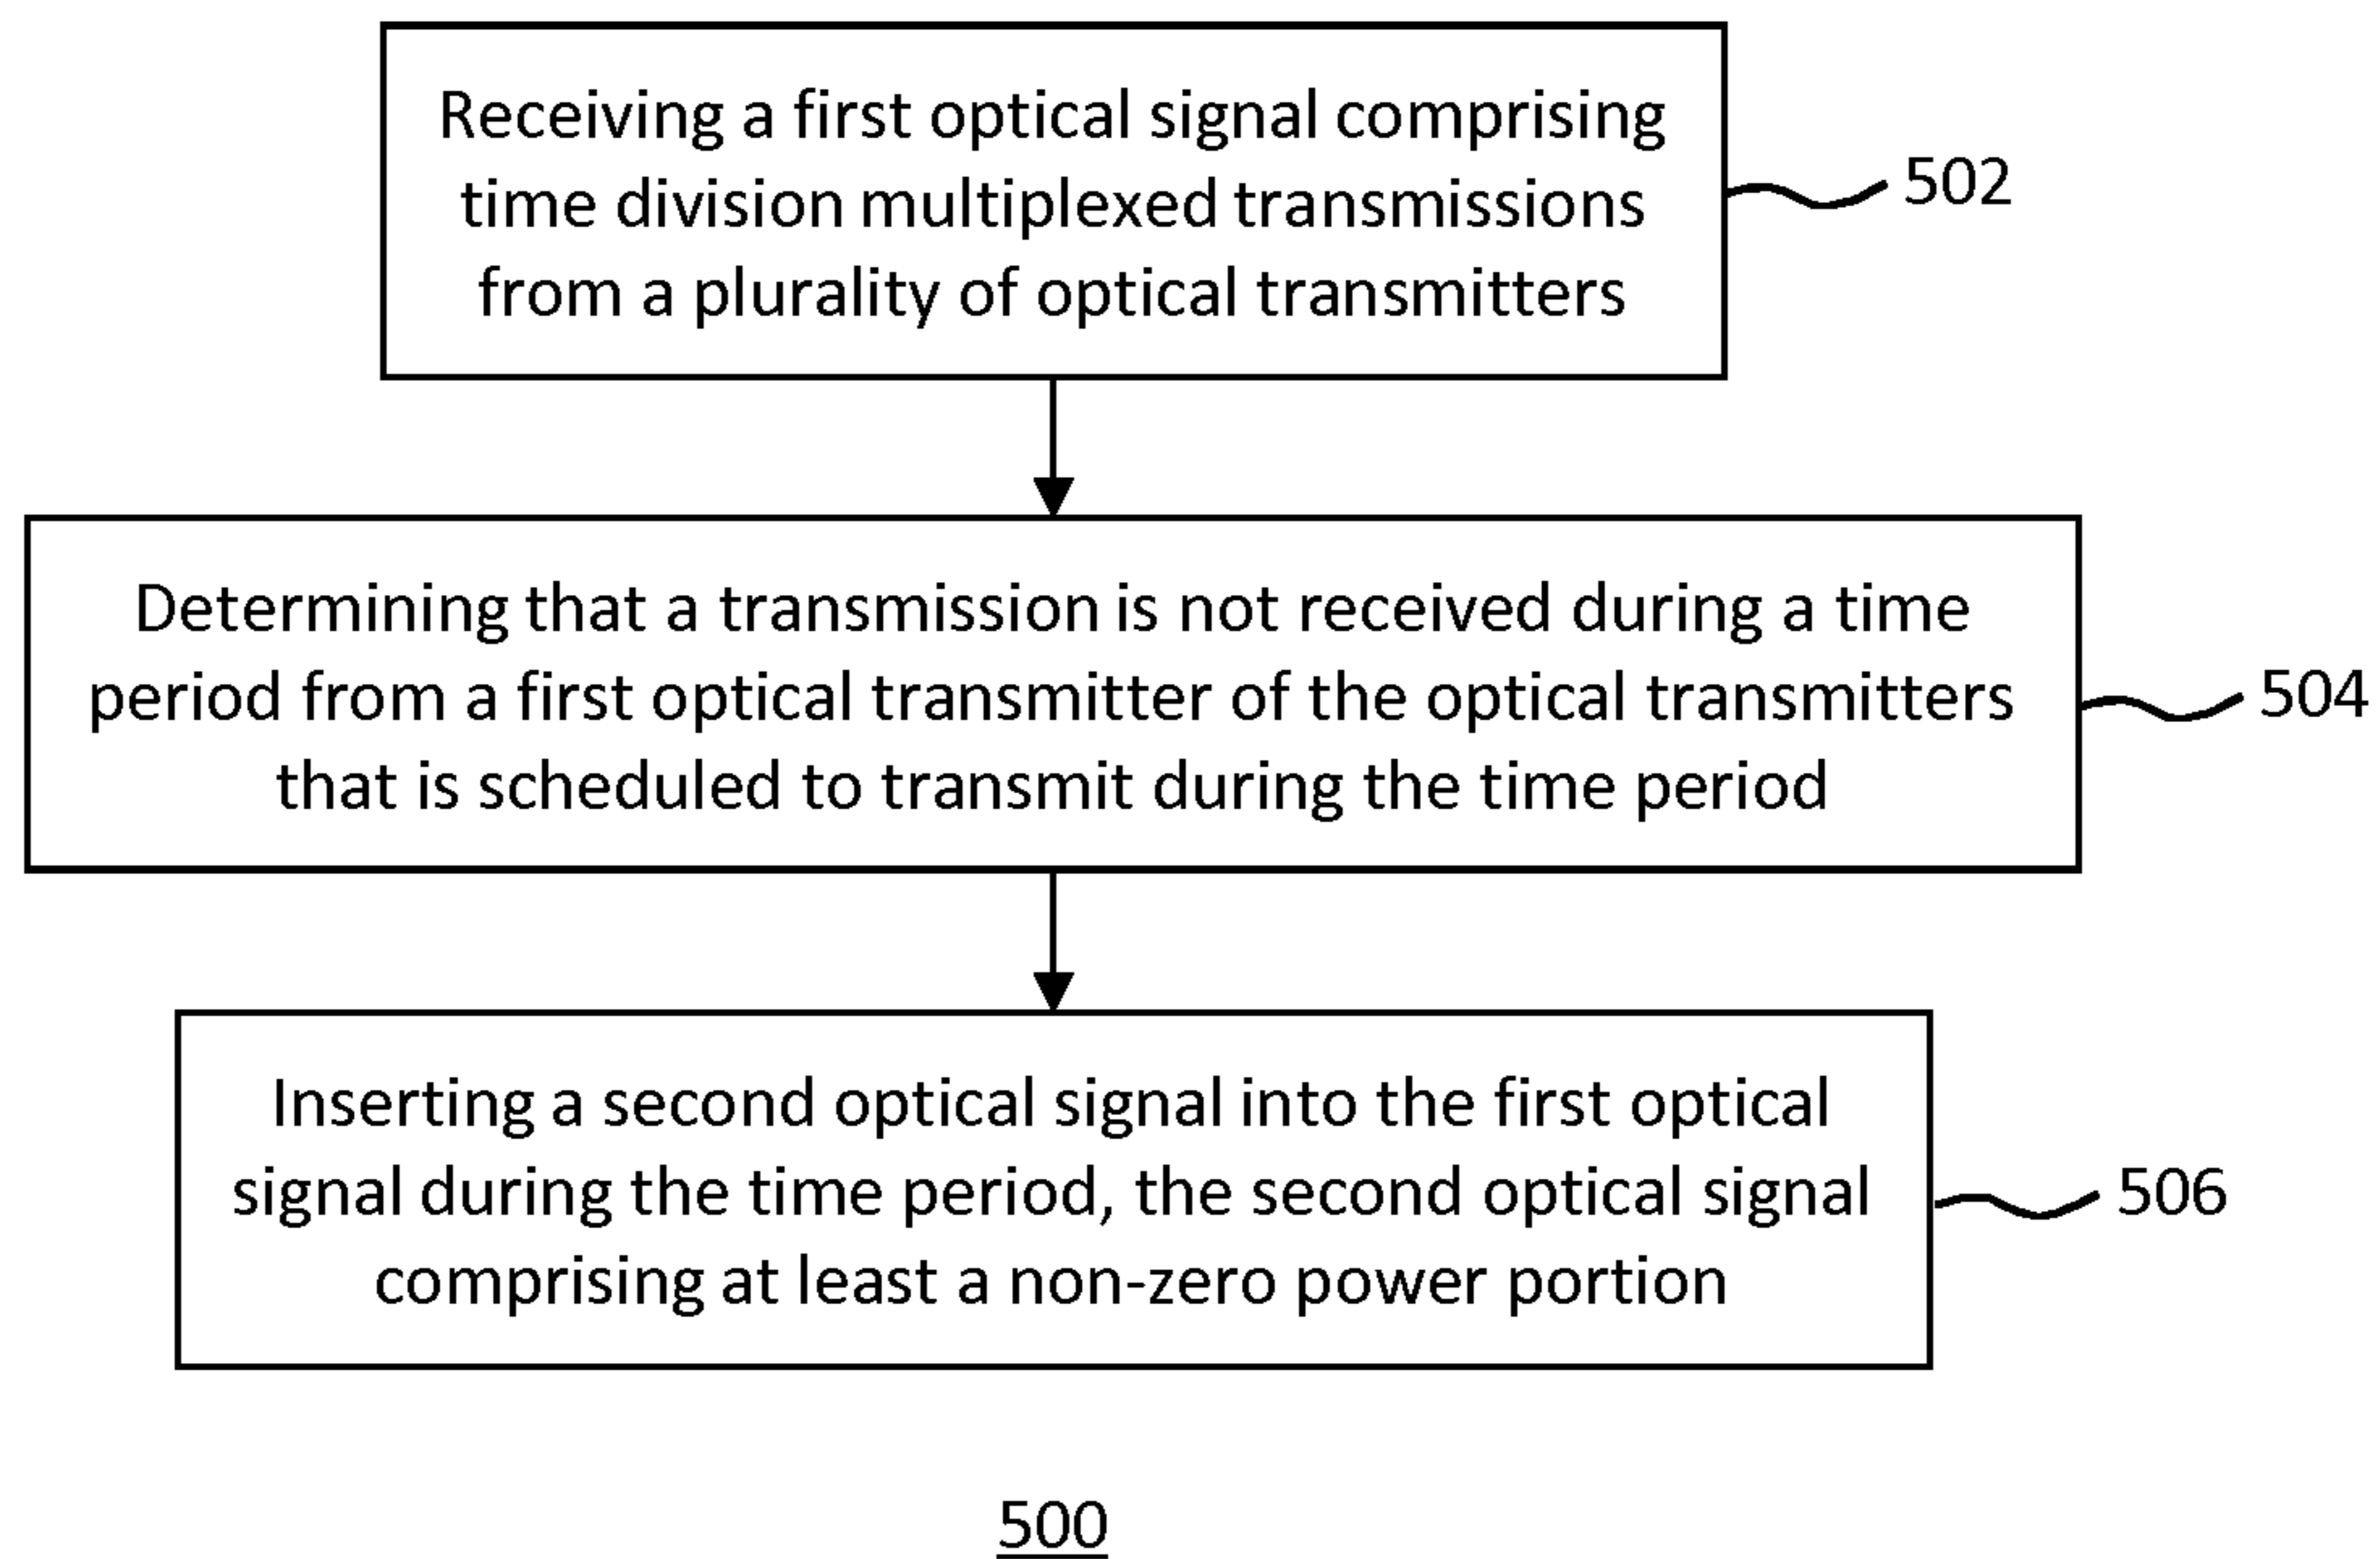 Receiving a first optical signal comprising
time division multiplexed transmissions
from a plurality of optical transmitters
502
Determining that a transmission is not received during a time
period from a first optical transmitter of the optical transmitters
that is scheduled to transmit during the time period
504
Inserting a second optical signal into the first optical
signal during the time period, the second optical signal
comprising at least a non-zero power portion
506
500